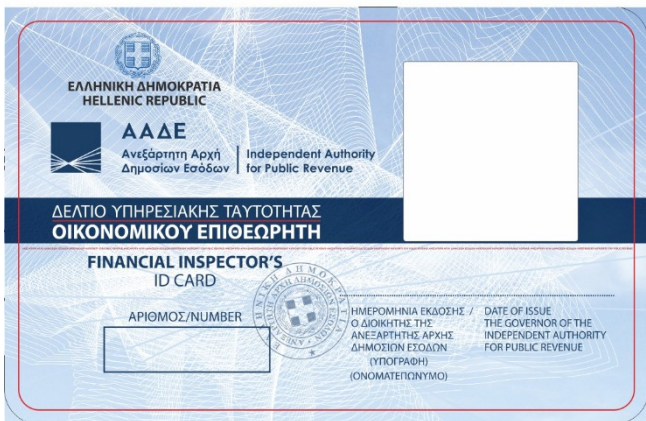 ΕΛΛΗΝΙΚΗ ΔΗΜΟΚΡΑΤΙΑ
HELLENIC REPUBLIC
ΑΑΔΕ
Ανεξάρτητη Αρχή
Δημοσίων Εσόδων
Independent Authority
for Public Revenue
ΔΕΛΤΙΟ ΥΠΗΡΕΣΙΑΚΗΣ ΤΑΥΤΟΤΗΤΑΣ
ΟΙΚΟΝΟΜΙΚΟΥ ΕΠΙΘΕΩΡΗΤΗ
FINANCIAL INSPECTOR'S
ID CARD
ΑΡΙΘΜΟΣ/NUMBER
ΕΛΛΗΝΙΚΗ ΔΗΜΟΚΡΑΤΙΑ
ΗΜΕΡΟΜΗΝΙΑ ΕΚΔΟΣΗΣ /
Ο ΔΙΟΙΚΗΤΗΣ ΤΗΣ
ΑΝΕΞΑΡΤΗΤΗΣ ΑΡΧΗΣ
ΔΗΜΟΣΙΩΝ ΕΣΟΔΩΝ
(ΥΠΟΓΡΑΦΗ)
(ΟΝΟΜΑΤΕΠΩΝΥΜΟ)
DATE OF ISSUE
THE GOVERNOR OF THE
INDEPENDENT AUTHORITY
FOR PUBLIC REVENUE